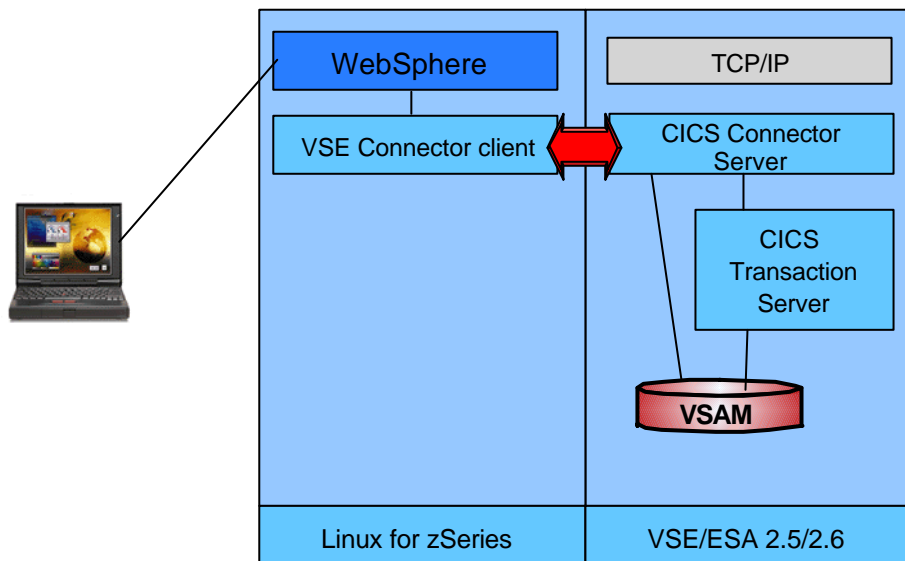 WebSphere
TCP/IP
VSE Connector client
CICS Connector
Server
CICS
Transaction
Server
VSAM
Linux for zSeries
VSE/ESA 2.5/2.6